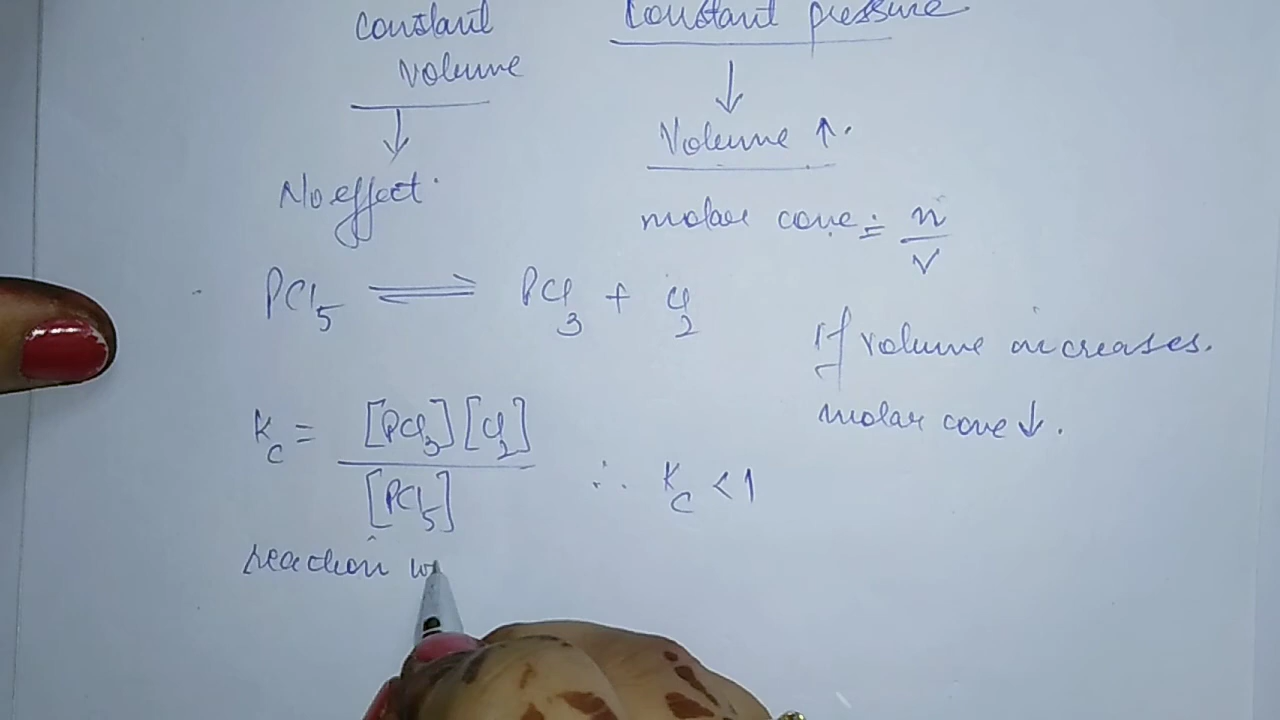 Constant
Volume
No effect.
Constant pressure
Volume ↑.
molar conc = n/V
PCl5 ⇌ PCl3 + Cl2
If volume increases.
molar conc ↓.
Kc = [PCl3][Cl2] / [PCl5]
∴ Kc < 1
reaction